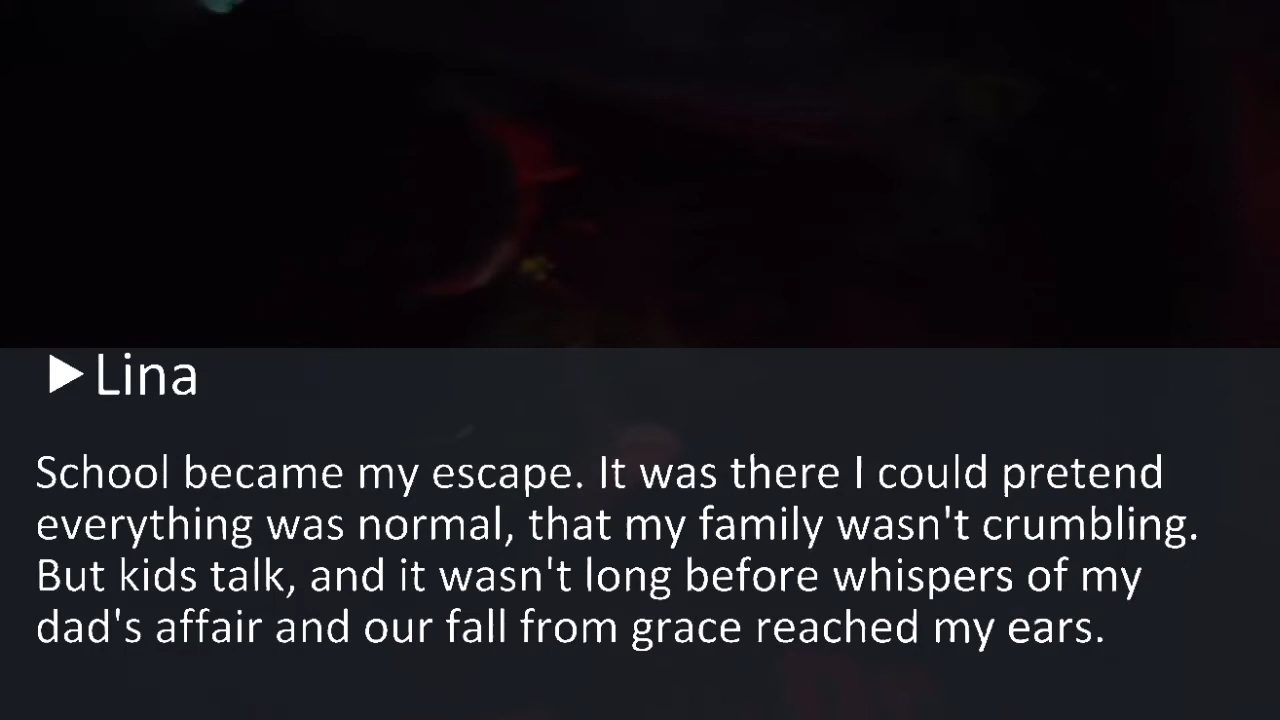 Lina
School became my escape. It was there I could pretend
everything was normal, that my family wasn't crumbling.
But kids talk, and it wasn't long before whispers of my
dad's affair and our fall from grace reached my ears.